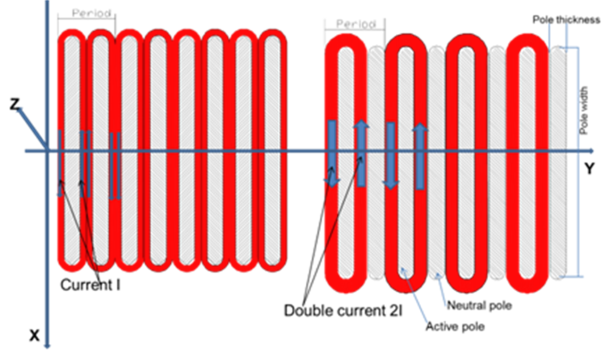 Period
Period
Pole thickness
Pole width
Z
Y
Current I
Double current 2I
Neutral pole
Active pole
X